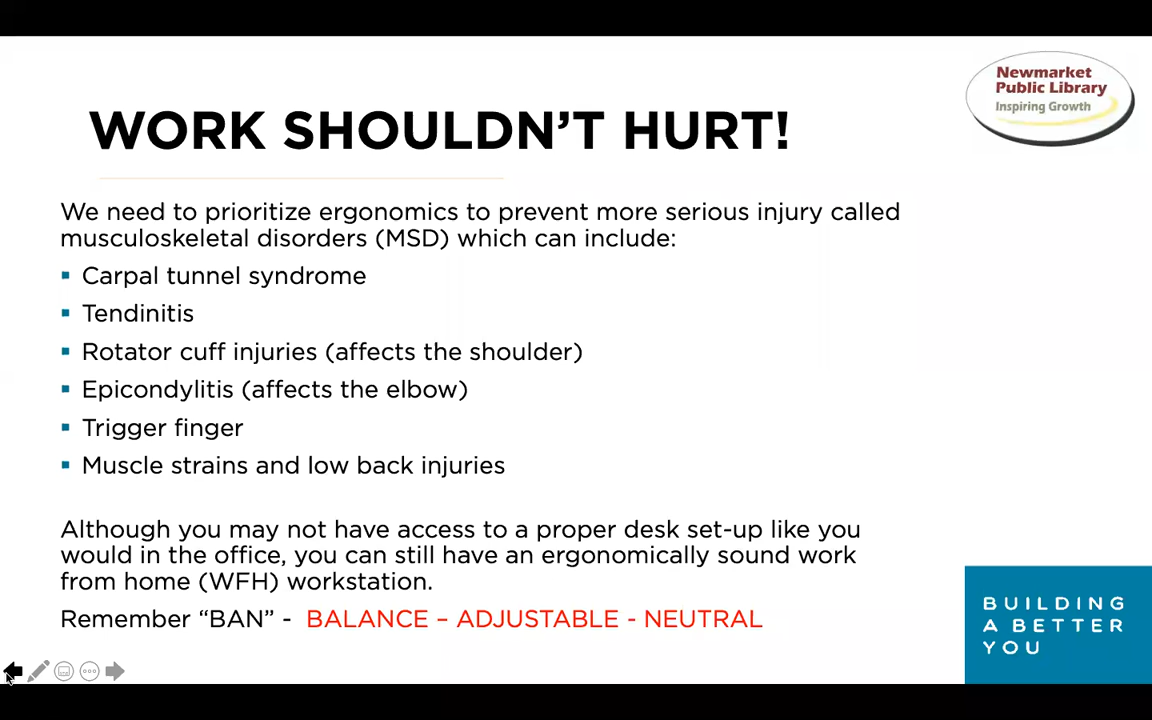 Newmarket
Public Library
Inspiring Growth
WORK SHOULDN’T HURT!
We need to prioritize ergonomics to prevent more serious injury called
musculoskeletal disorders (MSD) which can include:
▪ Carpal tunnel syndrome
▪ Tendinitis
▪ Rotator cuff injuries (affects the shoulder)
▪ Epicondylitis (affects the elbow)
▪ Trigger finger
▪ Muscle strains and low back injuries
Although you may not have access to a proper desk set-up like you
would in the office, you can still have an ergonomically sound work
from home (WFH) workstation.
Remember “BAN” - BALANCE – ADJUSTABLE - NEUTRAL
BUILDING
A BETTER
YOU